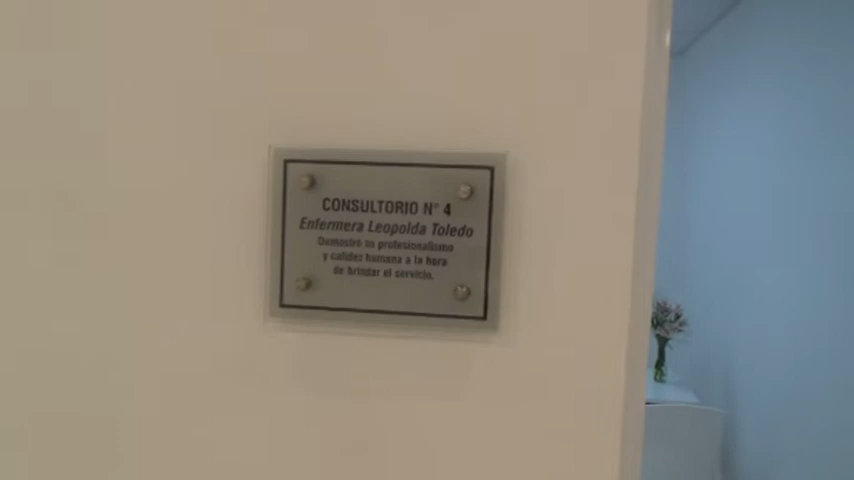 CONSULTORIO N° 4
Enfermera Leopolda Toledo
Demostró su profesionalismo
y calidez humana a la hora
de brindar el servicio.